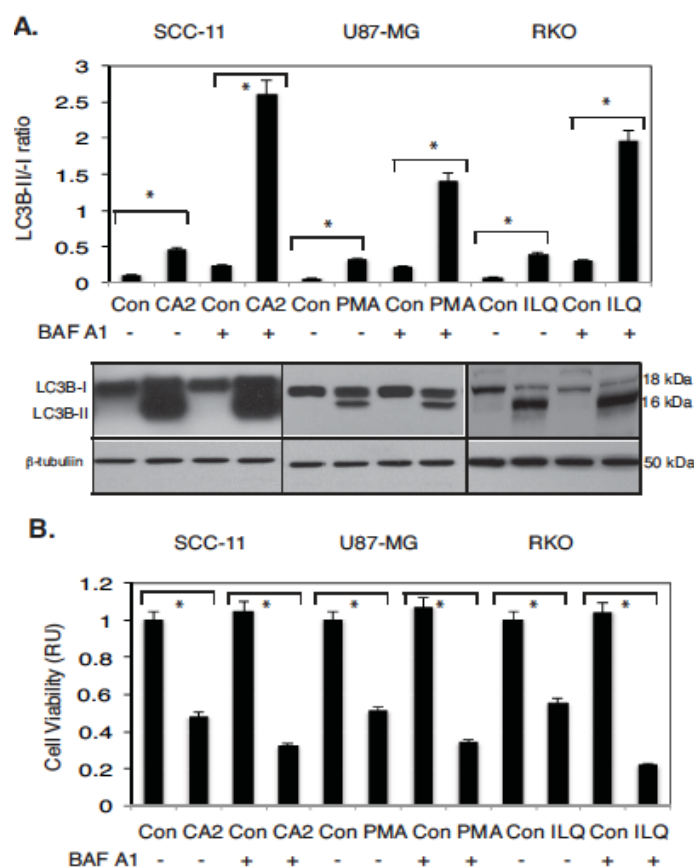 A.
SCC-11 U87-MG RKO
LC3B-II/-I ratio
3
2.5
2
1.5
1
0.5
0
* * * * * *
Con CA2 Con CA2 Con PMA Con PMA Con ILQ Con ILQ
BAF A1 - - + + - - + + - - + +
LC3B-I 18 kDa
LC3B-II 16 kDa
β-tubuliin 50 kDa
B.
SCC-11 U87-MG RKO
Cell Viability (RU)
1.2
1
0.8
0.6
0.4
0.2
0
* * * * * *
Con CA2 Con CA2 Con PMA Con PMA Con ILQ Con ILQ
BAF A1 - - + + - - + + - - + +